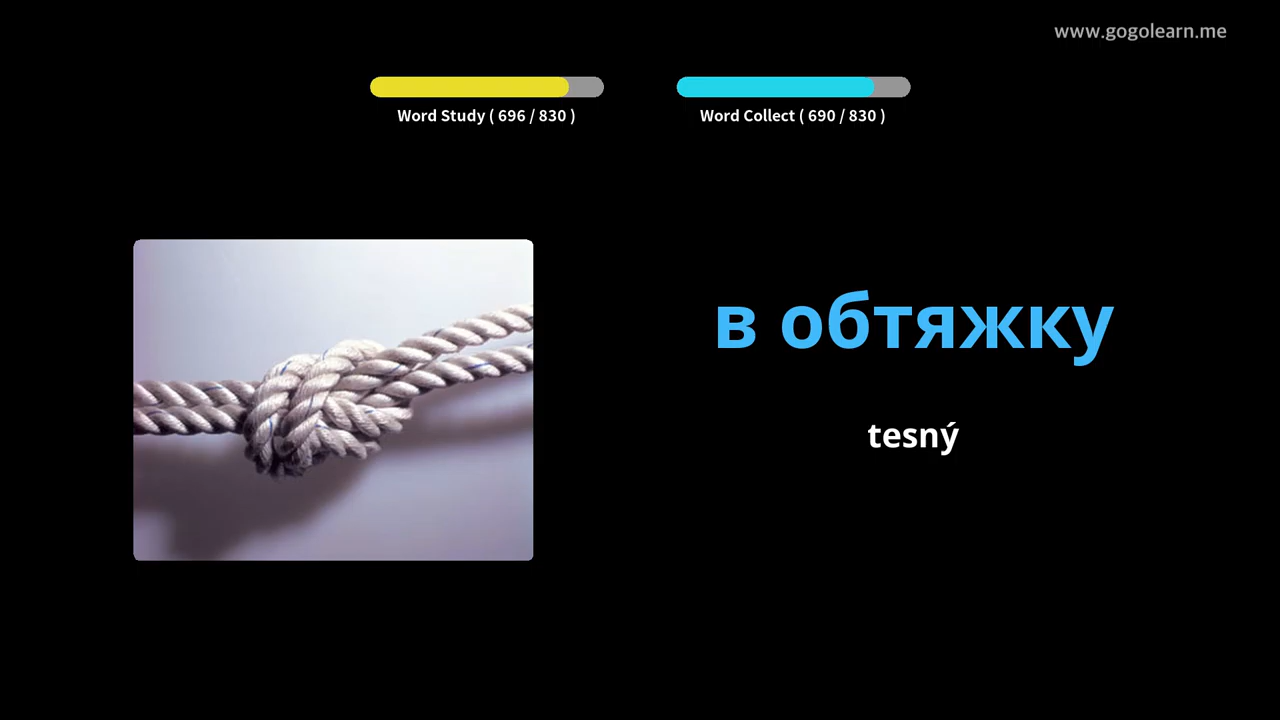 www.gogolearn.me
Word Study ( 696 / 830 )
Word Collect ( 690 / 830 )
в обтяжку
tesný